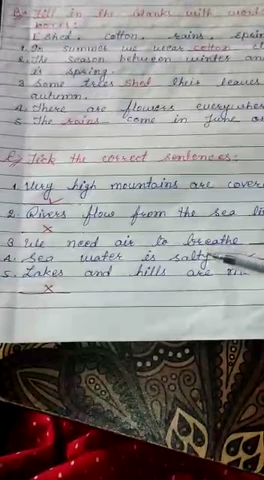 B. Fill in the blanks with words
[shed, cotton, rains, spri
1. In summer we wear cotton cl
2. The season between winter and
is spring.
3. Some trees shed their leaves
autumn.
4. There are flowers everywhere
5. The rains come in June
C. Tick the correct sentences:
1. Very high mountains are cover
✓
2. Rivers flow from the sea
×
3. We need air to breathe
4. Sea water is salty
5. Lakes and hills are
×